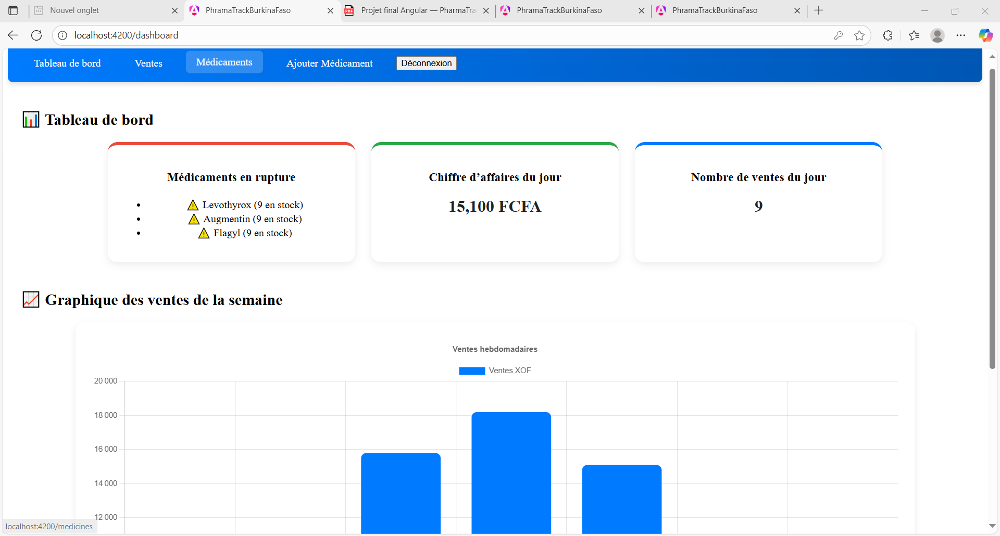 Nouvel onglet
PhramaTrackBurkinaFaso
Projet final Angular — PharmaTra
PhramaTrackBurkinaFaso
PhramaTrackBurkinaFaso
localhost:4200/dashboard
Tableau de bord
Ventes
Médicaments
Ajouter Médicament
Déconnexion
Tableau de bord
Médicaments en rupture
Levothyrox (9 en stock)
Augmentin (9 en stock)
Flagyl (9 en stock)
Chiffre d’affaires du jour
15,100 FCFA
Nombre de ventes du jour
9
Graphique des ventes de la semaine
Ventes hebdomadaires
Ventes XOF
20 000
18 000
16 000
14 000
12 000
localhost:4200/medicines